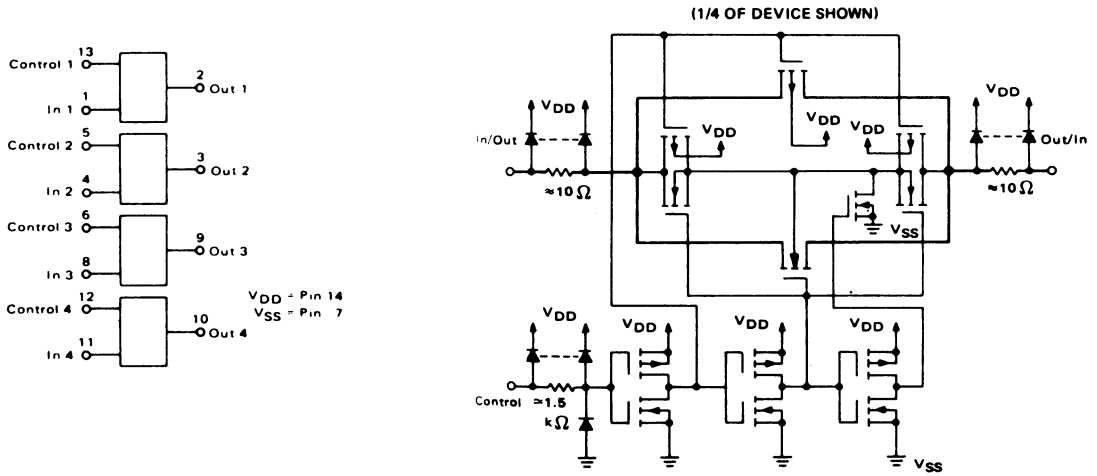 (1/4 OF DEVICE SHOWN)
13
Control 1
2
Out 1
1
In 1
5
Control 2
3
Out 2
4
In 2
6
Control 3
9
Out 3
8
In 3
12
Control 4
10
Out 4
11
In 4
VDD = Pin 14
VSS = Pin 7
VDD
In/Out
≈10 Ω
VDD
VDD
VDD
VDD
Out/In
≈10 Ω
VSS
VDD
VDD
VDD
VDD
Control
≃1.5
kΩ
VSS